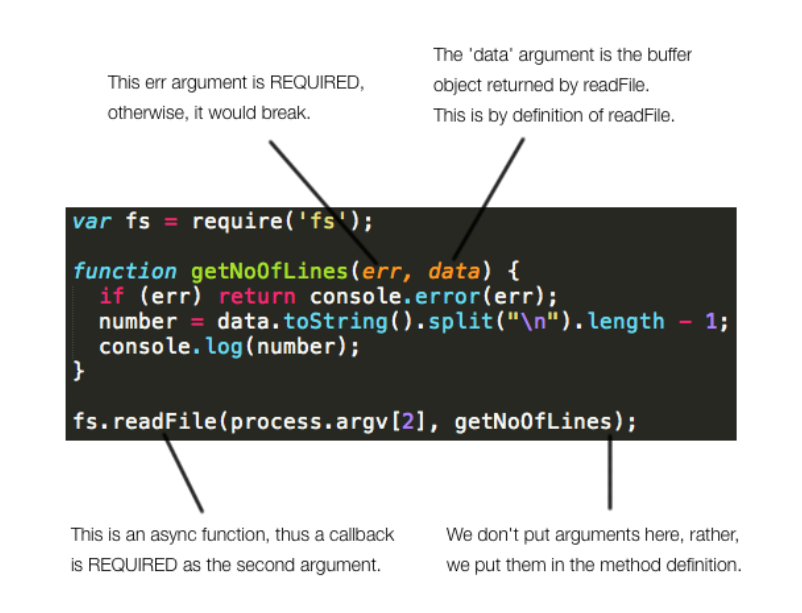 This err argument is REQUIRED,
otherwise, it would break.
The 'data' argument is the buffer
object returned by readFile.
This is by definition of readFile.
var fs = require('fs');
function getNoOfLines(err, data) {
  if (err) return console.error(err);
  number = data.toString().split("\n").length - 1;
  console.log(number);
}
fs.readFile(process.argv[2], getNoOfLines);
This is an async function, thus a callback
is REQUIRED as the second argument.
We don't put arguments here, rather,
we put them in the method definition.